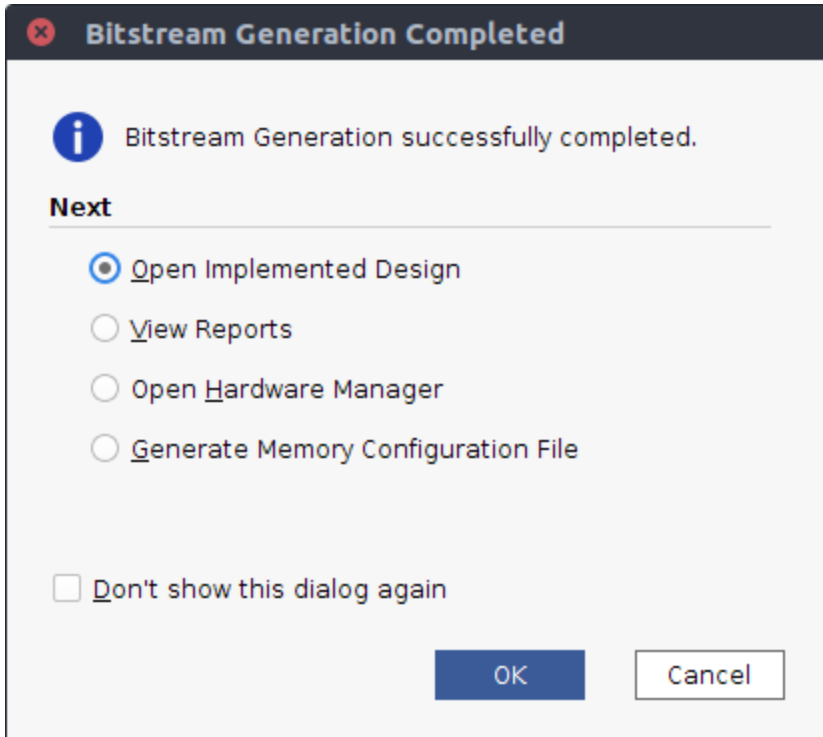 Bitstream Generation Completed
Bitstream Generation successfully completed.
Next
Open Implemented Design
View Reports
Open Hardware Manager
Generate Memory Configuration File
Don't show this dialog again
OK Cancel